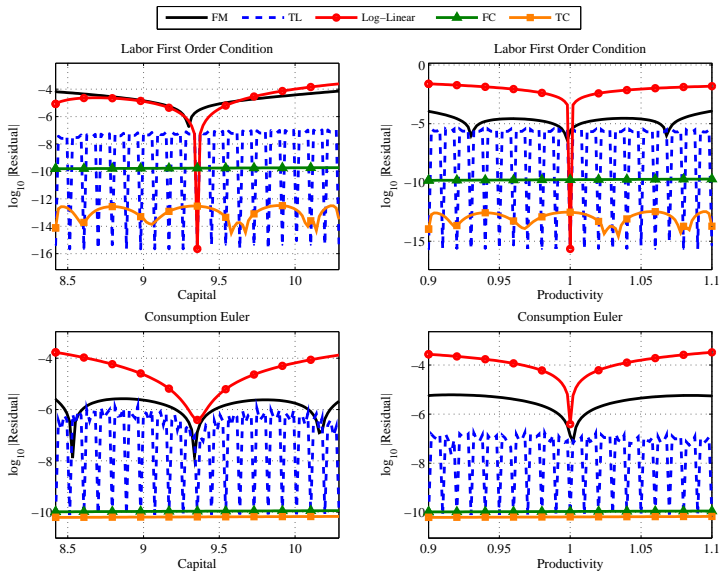 FM TL Log−Linear FC TC
Labor First Order Condition
−4
−6
−8
−10
−12
−14
−16
log10 |Residual|
8.5 9 9.5 10
Capital
Labor First Order Condition
0
−5
−10
−15
log10 |Residual|
0.9 0.95 1 1.05 1.1
Productivity
Consumption Euler
−4
−6
−8
−10
log10 |Residual|
8.5 9 9.5 10
Capital
Consumption Euler
−4
−6
−8
−10
log10 |Residual|
0.9 0.95 1 1.05 1.1
Productivity